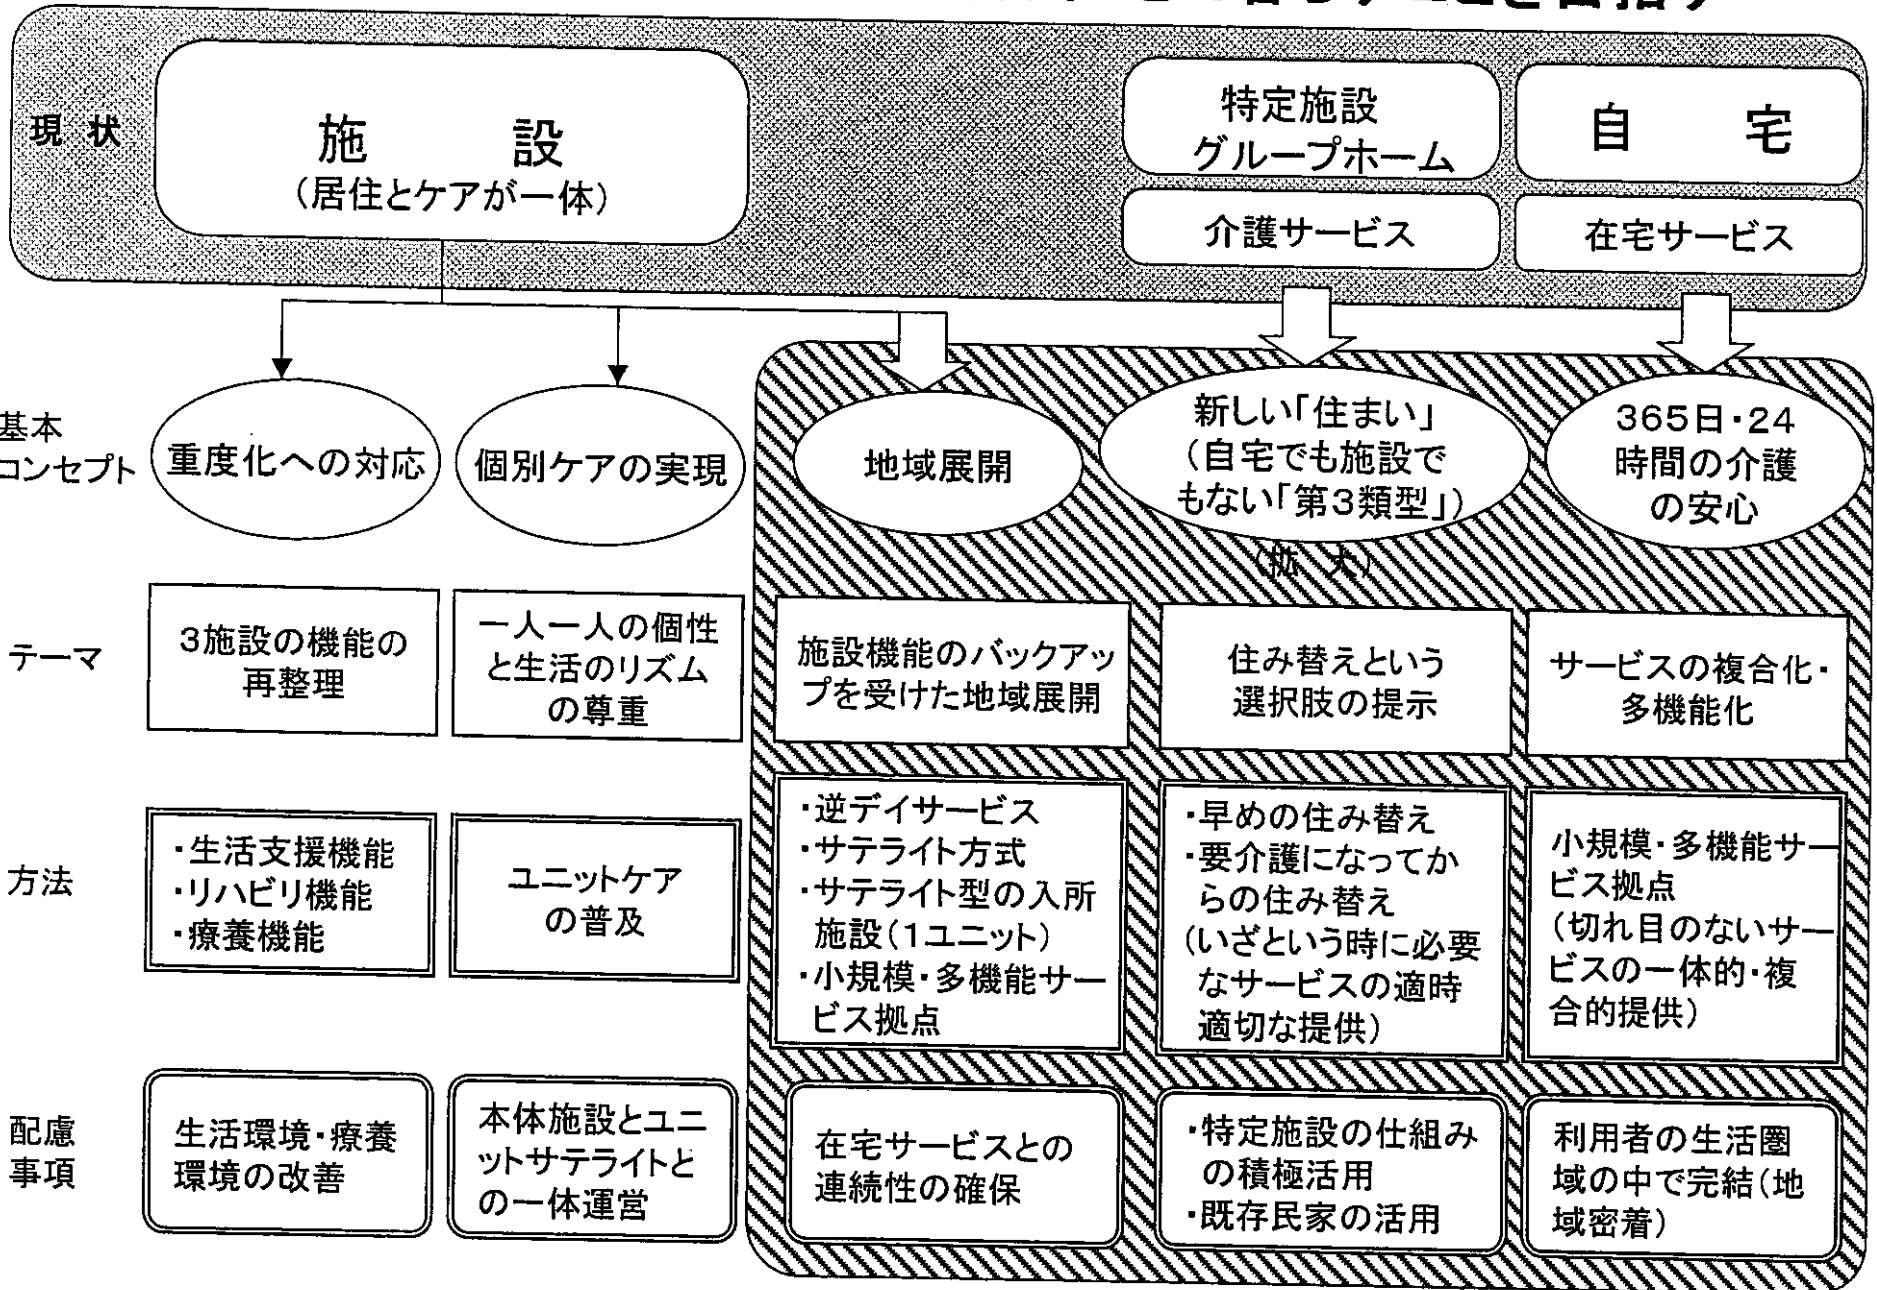 を目指す
現 状
施 設
（居住とケアが一体）
特定施設
グループホーム
介護サービス
自 宅
在宅サービス
基本
コンセプト
重度化への対応
個別ケアの実現
地域展開
新しい「住まい」
（自宅でも施設で
もない「第３類型」）
（拡 大）
３６５日・２４
時間の介護
の安心
テーマ
３施設の機能の
再整理
一人一人の個性
と生活のリズム
の尊重
施設機能のバックアッ
プを受けた地域展開
住み替えという
選択肢の提示
サービスの複合化・
多機能化
方法
・生活支援機能
・リハビリ機能
・療養機能
ユニットケア
の普及
・逆デイサービス
・サテライト方式
・サテライト型の入所
施設（１ユニット）
・小規模・多機能サー
ビス拠点
・早めの住み替え
・要介護になってか
らの住み替え
（いざという時に必要
なサービスの適時
適切な提供）
小規模・多機能サー
ビス拠点
（切れ目のないサー
ビスの一体的・複
合的提供）
配慮
事項
生活環境・療養
環境の改善
本体施設とユニ
ットサテライトと
の一体運営
在宅サービスとの
連続性の確保
・特定施設の仕組み
の積極活用
・既存民家の活用
利用者の生活圏
域の中で完結（地
域密着）